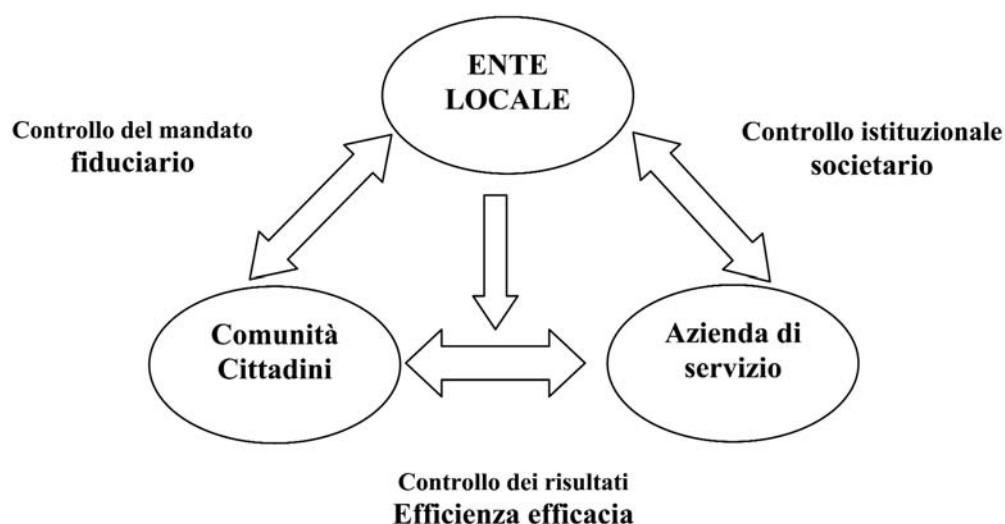 ENTE
LOCALE
Controllo del mandato
fiduciario
Controllo istituzionale
societario
Comunità
Cittadini
Azienda di
servizio
Controllo dei risultati
Efficienza efficacia